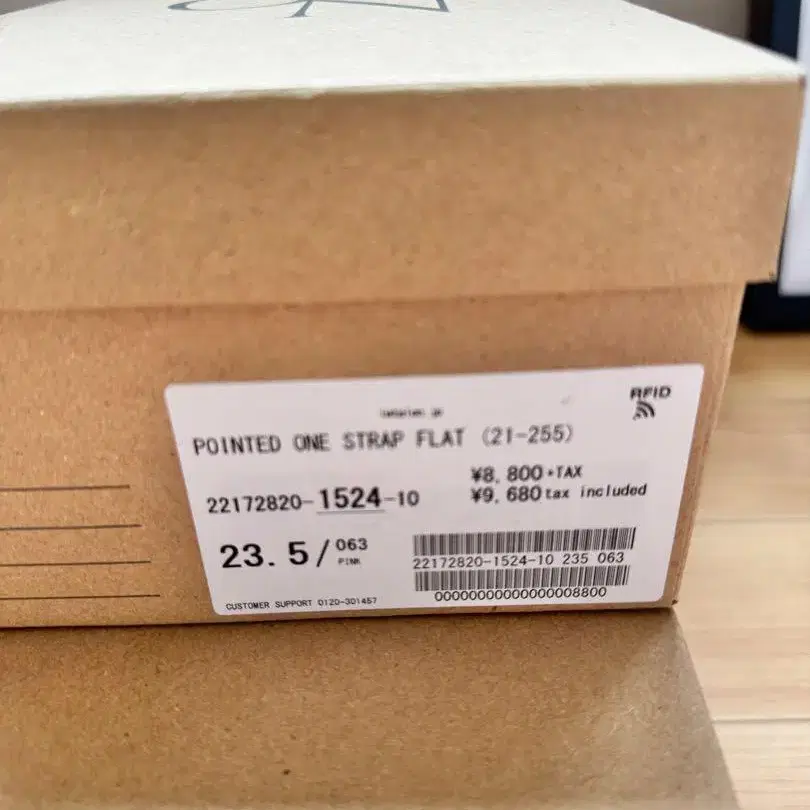 RFID
POINTED ONE STRAP FLAT (21-255)
¥8,800+TAX
22172820-1524-10
¥9,680 tax included
23.5/063
PINK
22172820-1524-10 235 063
CUSTOMER SUPPORT 0120-301457
00000000000000008800